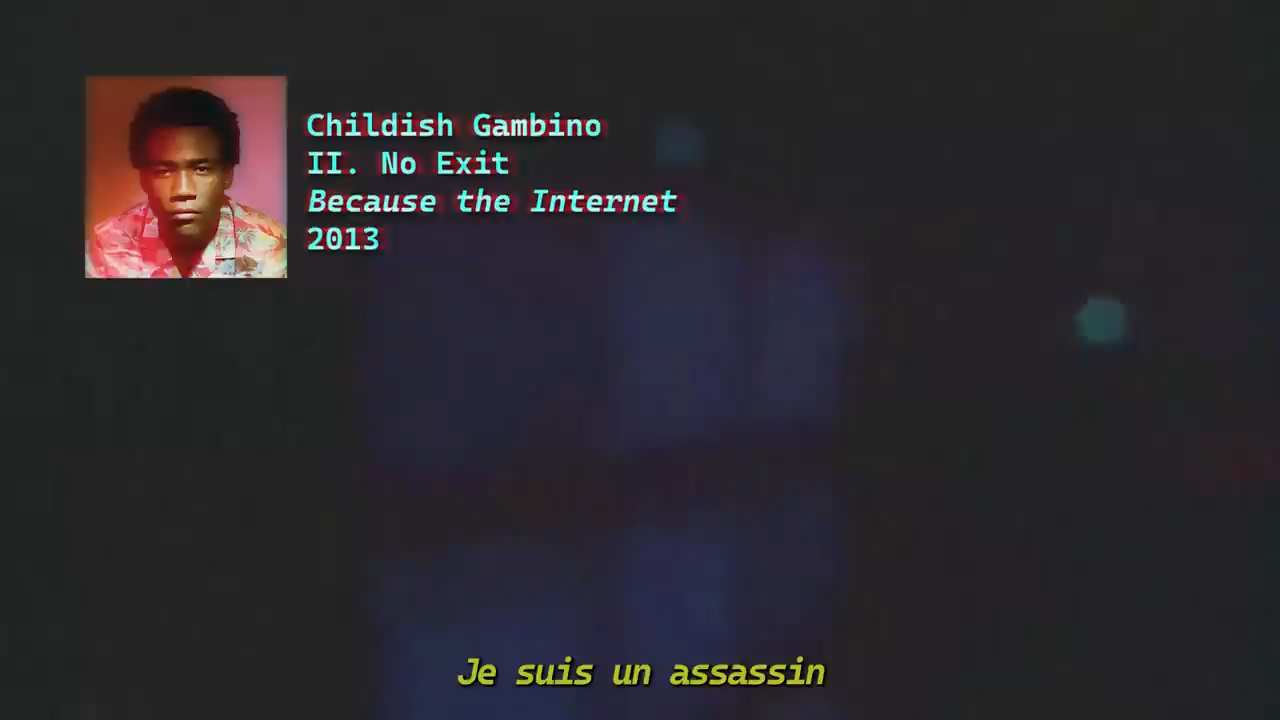 Childish Gambino
II. No Exit
Because the Internet
2013
Je suis un assassin